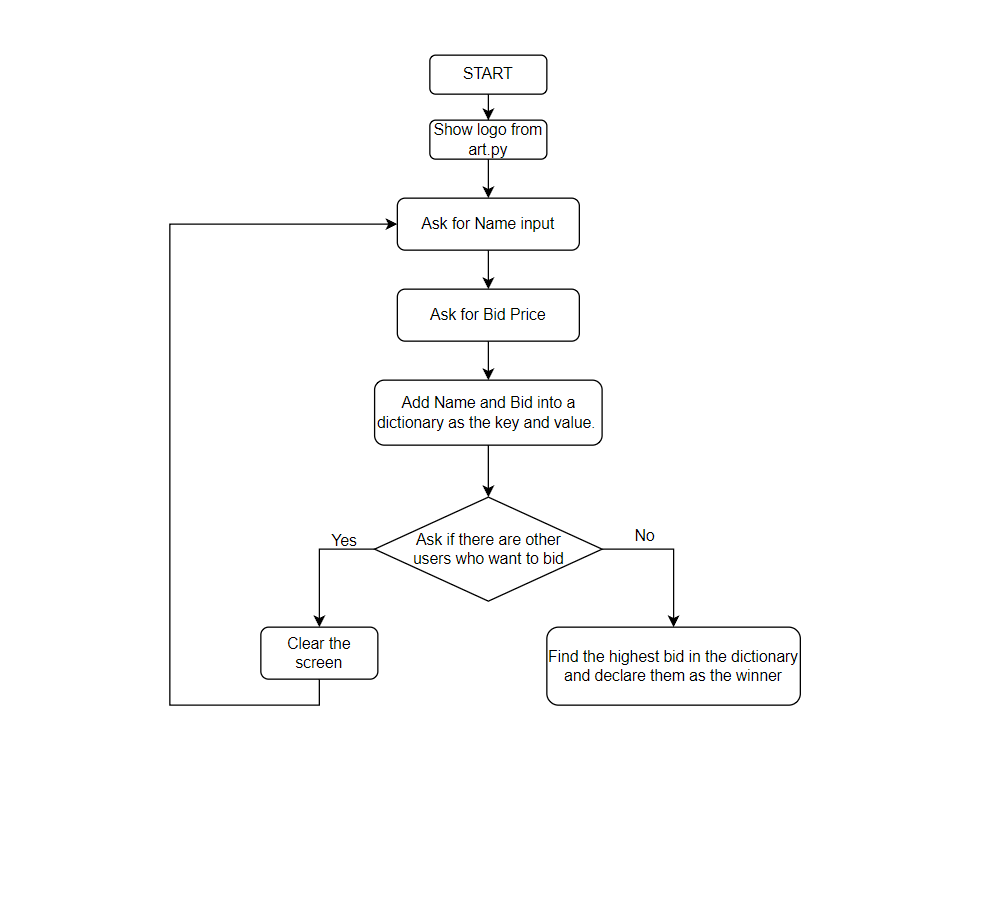 START
Show logo from
art.py
Ask for Name input
Ask for Bid Price
Add Name and Bid into a
dictionary as the key and value.
Ask if there are other
users who want to bid
Yes
No
Clear the
screen
Find the highest bid in the dictionary
and declare them as the winner